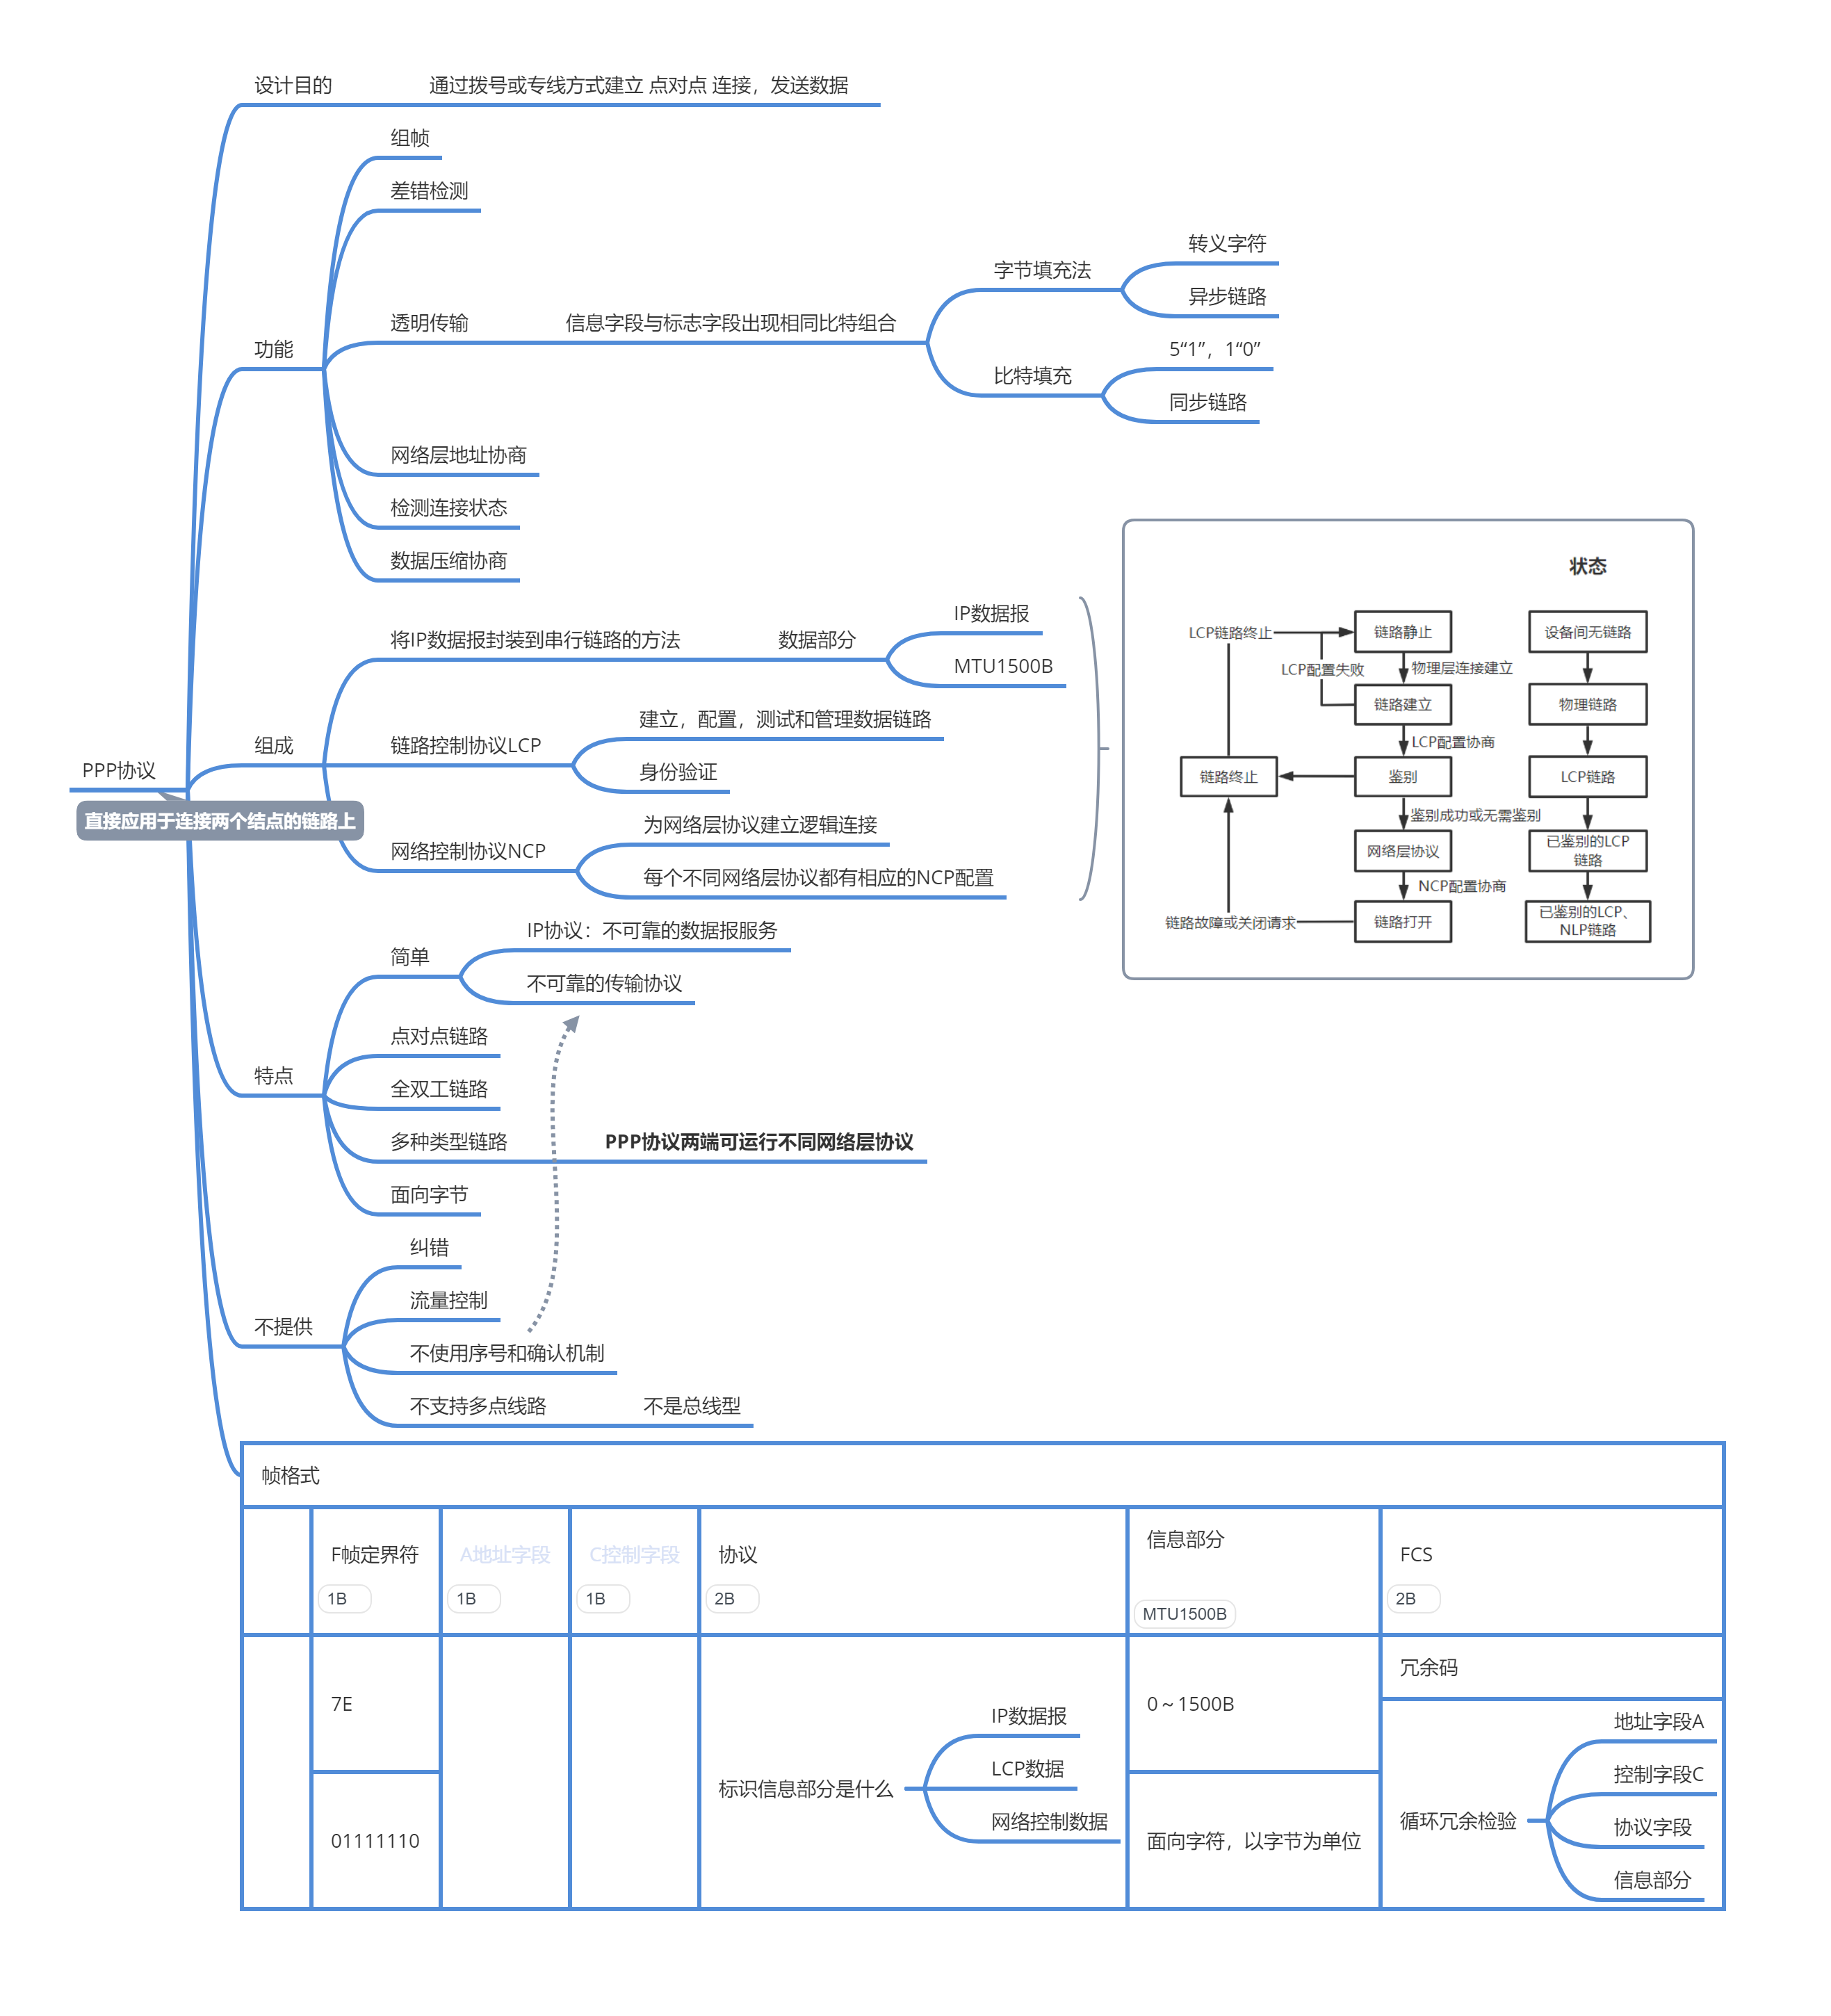 设计目的
通过拨号或专线方式建立 点对点 连接，发送数据
组帧
差错检测
转义字符
字节填充法
异步链路
透明传输
信息字段与标志字段出现相同比特组合
功能
5“1”，1“0”
比特填充
同步链路
网络层地址协商
检测连接状态
数据压缩协商
将IP数据报封装到串行链路的方法
数据部分
IP数据报
MTU1500B
建立，配置，测试和管理数据链路
组成
链路控制协议LCP
身份验证
PPP协议
直接应用于连接两个结点的链路上
为网络层协议建立逻辑连接
网络控制协议NCP
每个不同网络层协议都有相应的NCP配置
状态
LCP链路终止
链路静止
设备间无链路
LCP配置失败
物理层连接建立
链路建立
物理链路
LCP配置协商
链路终止
鉴别
LCP链路
鉴别成功或无需鉴别
网络层协议
已鉴别的LCP
链路
NCP配置协商
链路故障或关闭请求
链路打开
已鉴别的LCP、
NLP链路
IP协议：不可靠的数据报服务
简单
不可靠的传输协议
点对点链路
特点
全双工链路
多种类型链路
PPP协议两端可运行不同网络层协议
面向字节
纠错
流量控制
不提供
不使用序号和确认机制
不支持多点线路
不是总线型
帧格式
F帧定界符
1B
A地址字段
1B
C控制字段
1B
协议
2B
信息部分
MTU1500B
FCS
2B
7E
01111110
标识信息部分是什么
IP数据报
LCP数据
网络控制数据
0～1500B
面向字符，以字节为单位
冗余码
循环冗余检验
地址字段A
控制字段C
协议字段
信息部分